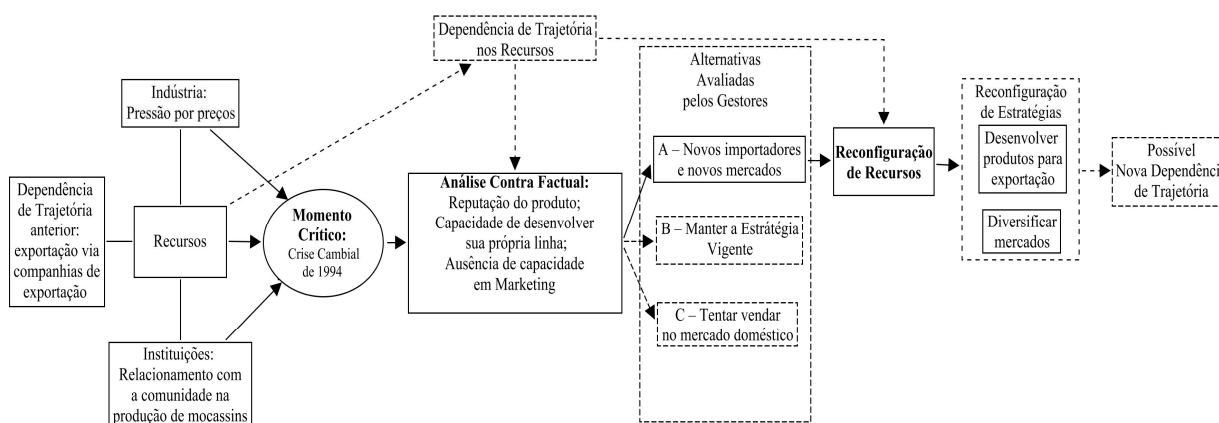 Dependência de Trajetória
nos Recursos
Alternativas
Avaliadas
pelos Gestores
Indústria:
Pressão por preços
Reconfiguração
de Estratégias
Desenvolver
produtos para
exportação
Diversificar
mercados
A – Novos importadores
e novos mercados
Reconfiguração
de Recursos
Possível
Nova Dependência
de Trajetória
Dependência
de Trajetória
anterior:
exportação via
companhias de
exportação
Recursos
Momento
Crítico:
Crise Cambial
de 1994
Análise Contra Factual:
Reputação do produto;
Capacidade de desenvolver
sua própria linha;
Ausência de capacidade
em Marketing
B – Manter a Estrátégia
Vigente
C – Tentar vendar
no mercado doméstico
Instituições:
Relacionamento com
a comunidade na
produção de mocassins